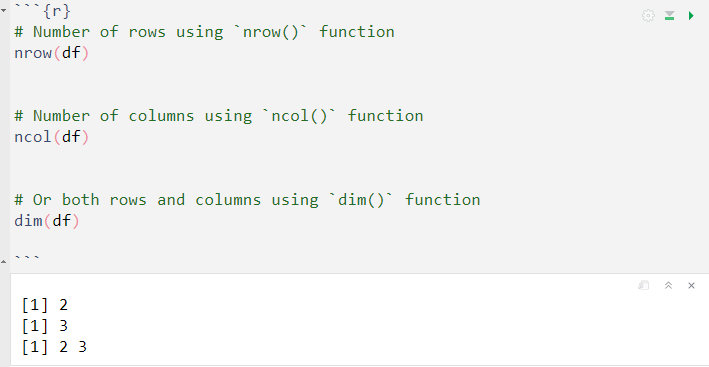 ```{r}
# Number of rows using `nrow()` function
nrow(df)
# Number of columns using `ncol()` function
ncol(df)
# Or both rows and columns using `dim()` function
dim(df)
```
[1] 2
[1] 3
[1] 2 3